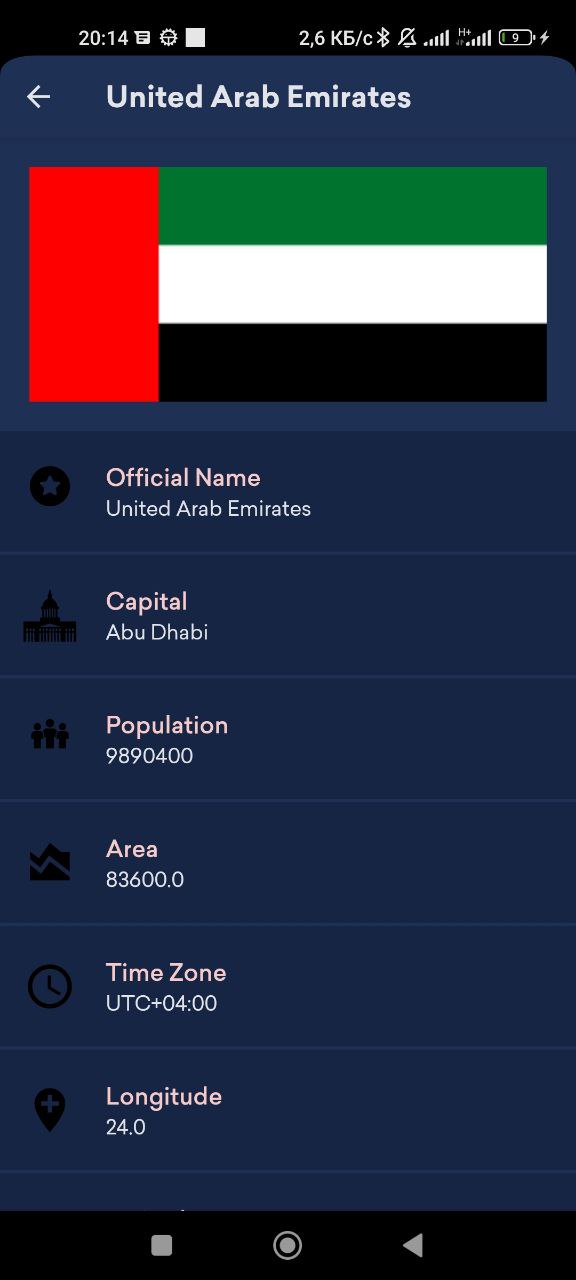 20:14 2,6 КБ/с H+ 9
United Arab Emirates
Official Name
United Arab Emirates
Capital
Abu Dhabi
Population
9890400
Area
83600.0
Time Zone
UTC+04:00
Longitude
24.0